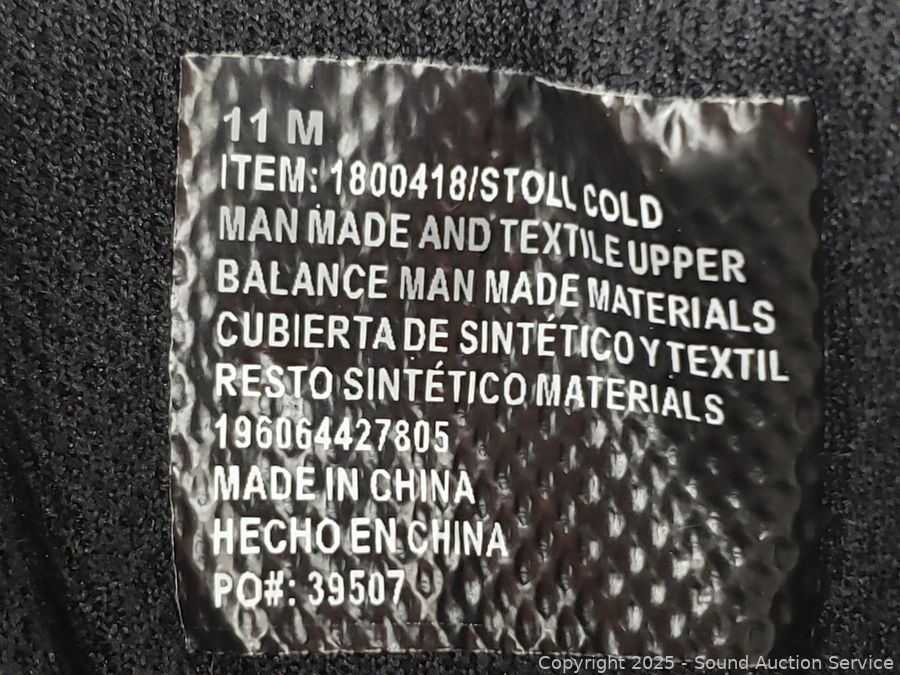 11 M
ITEM: 1800418/STOLL COLD
MAN MADE AND TEXTILE UPPER
BALANCE MAN MADE MATERIALS
CUBIERTA DE SINTÉTICO Y TEXTIL
RESTO SINTÉTICO MATERIALS
196064427805
MADE IN CHINA
HECHO EN CHINA
PO#: 39507
Copyright 2025 - Sound Auction Service